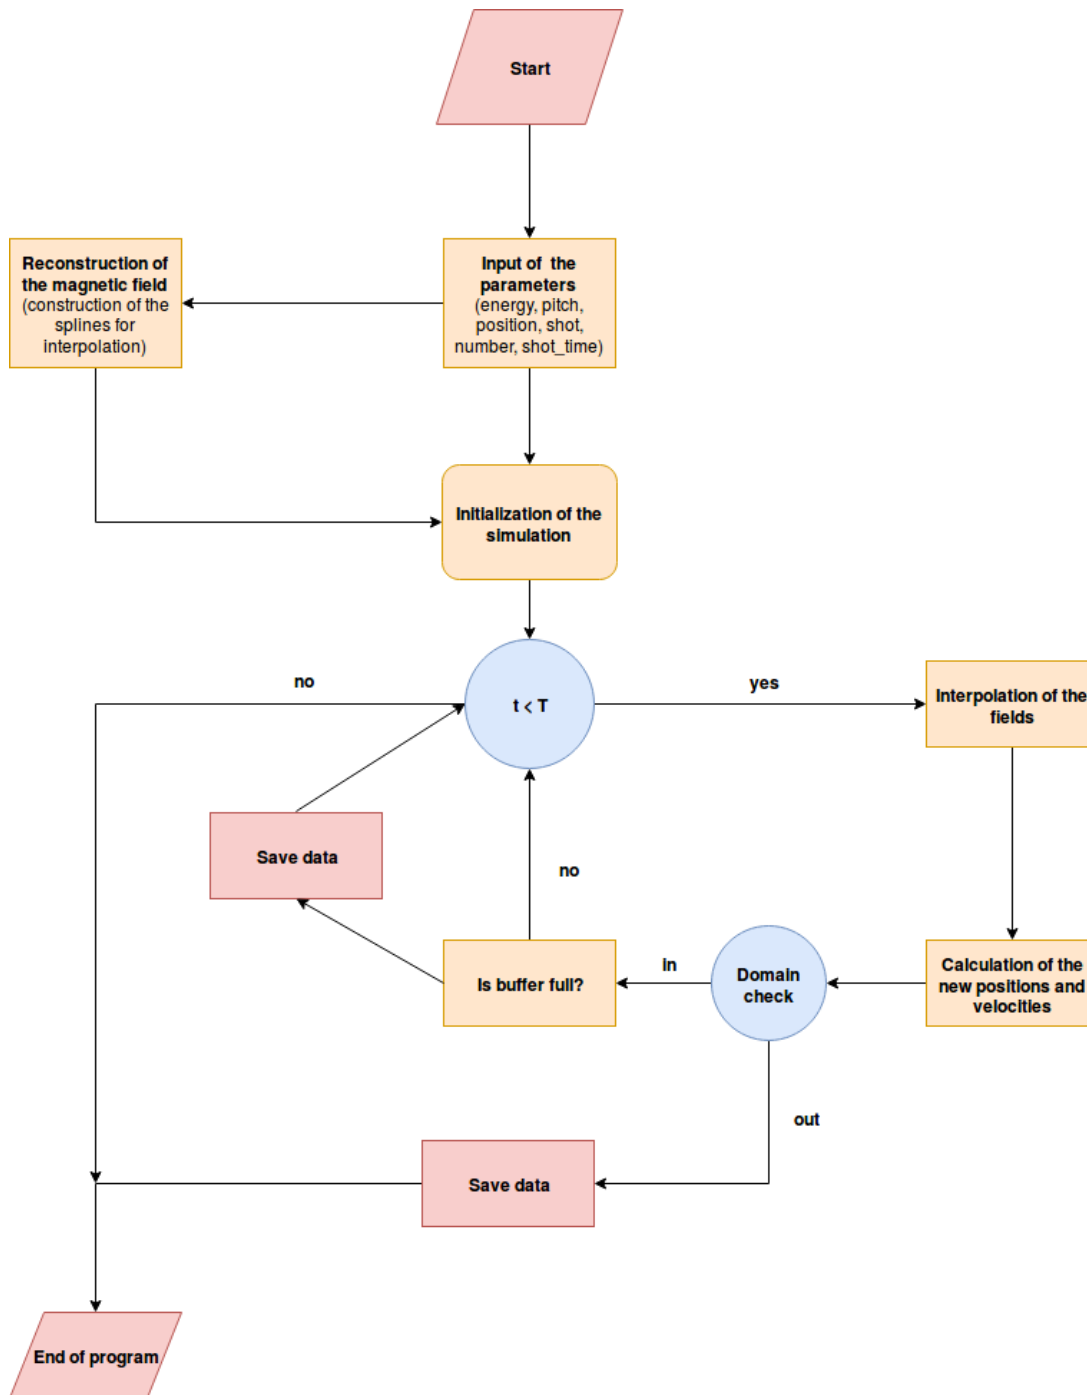 Start
Reconstruction of
the magnetic field
(construction of the
splines for
interpolation)
Input of the
parameters
(energy, pitch,
position, shot,
number, shot_time)
Initialization of the
simulation
no
t < T
yes
Interpolation of the
fields
Save data
no
Is buffer full?
in
Domain
check
Calculation of the
new positions and
velocities
out
Save data
End of program